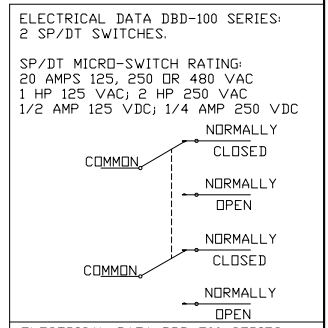 ELECTRICAL DATA DBD-100 SERIES:
2 SP/DT SWITCHES.
SP/DT MICRO-SWITCH RATING:
20 AMPS 125, 250 OR 480 VAC
1 HP 125 VAC; 2 HP 250 VAC
1/2 AMP 125 VDC; 1/4 AMP 250 VDC
NORMALLY
CLOSED
COMMON
NORMALLY
OPEN
NORMALLY
CLOSED
COMMON
NORMALLY
OPEN